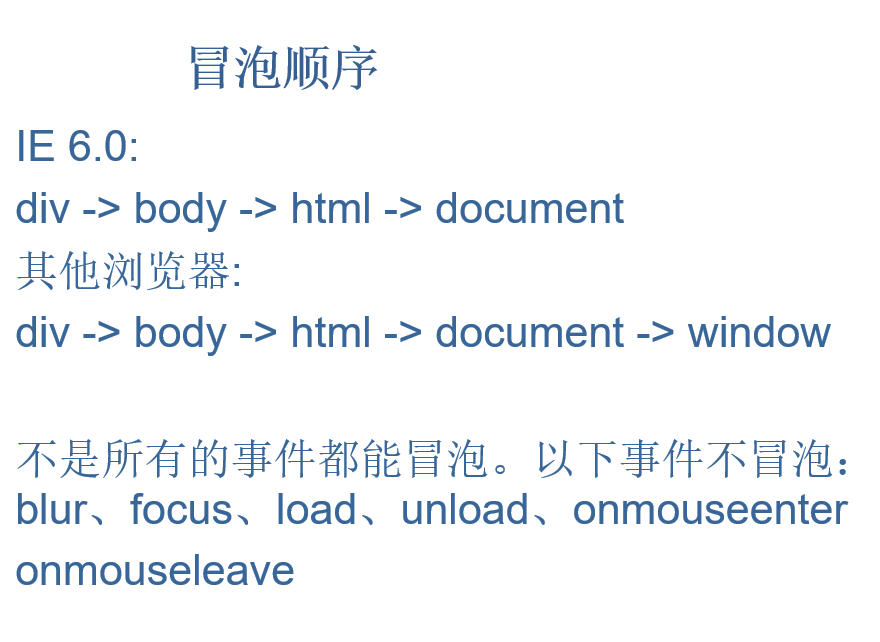 冒泡顺序
IE 6.0:
div -> body -> html -> document
其他浏览器:
div -> body -> html -> document -> window
不是所有的事件都能冒泡。以下事件不冒泡：
blur、focus、load、unload、onmouseenter
onmouseleave